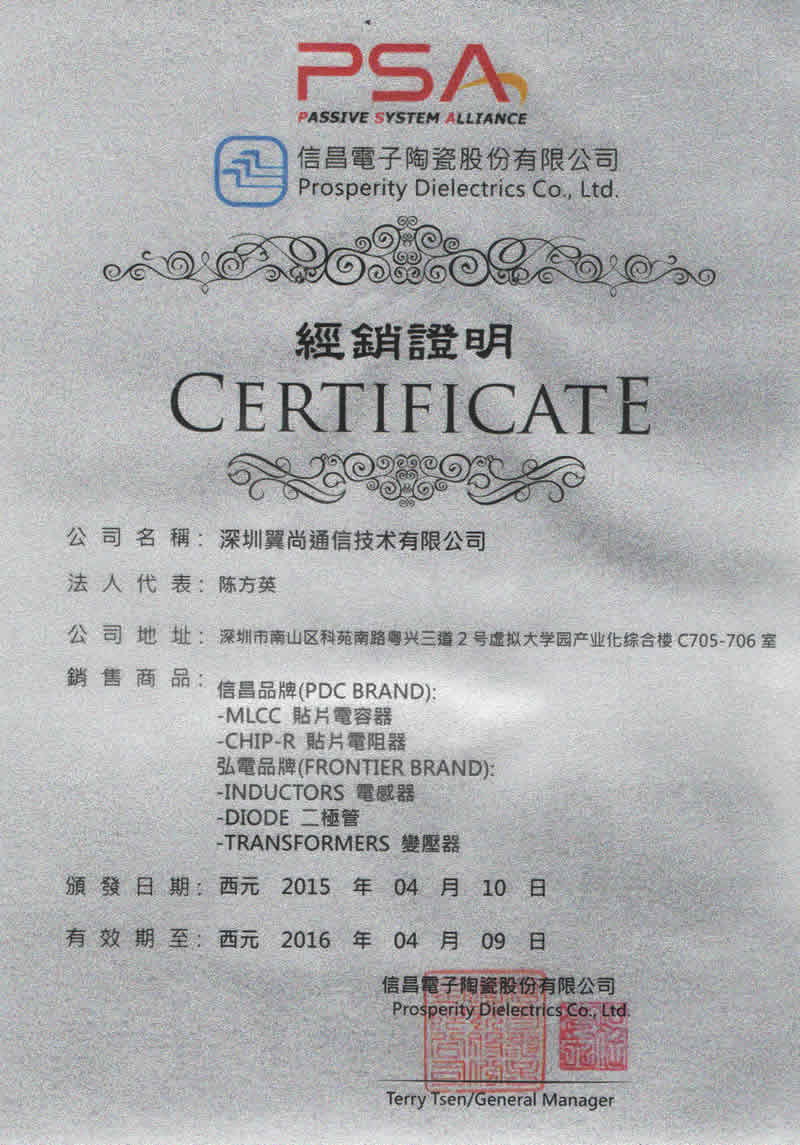 PSA
PASSIVE SYSTEM ALLIANCE
信昌電子陶瓷股份有限公司
Prosperity Dielectrics Co., Ltd.
經銷證明
CERTIFICATE
公司名稱：深圳翼尚通信技术有限公司
法人代表：陈方英
公司地址：深圳市南山区科苑南路粤兴三道2号虚拟大学园产业化综合楼C705-706室
銷售商品：信昌品牌(PDC BRAND):
-MLCC 貼片電容器
-CHIP-R 貼片電阻器
弘電品牌(FRONTIER BRAND):
-INDUCTORS 電感器
-DIODE 二極管
-TRANSFORMERS 變壓器
頒發日期：西元 2015 年 04 月 10 日
有效期至：西元 2016 年 04 月 09 日
信昌電子陶瓷股份有限公司
Prosperity Dielectrics Co., Ltd.
Terry Tsen/General Manager